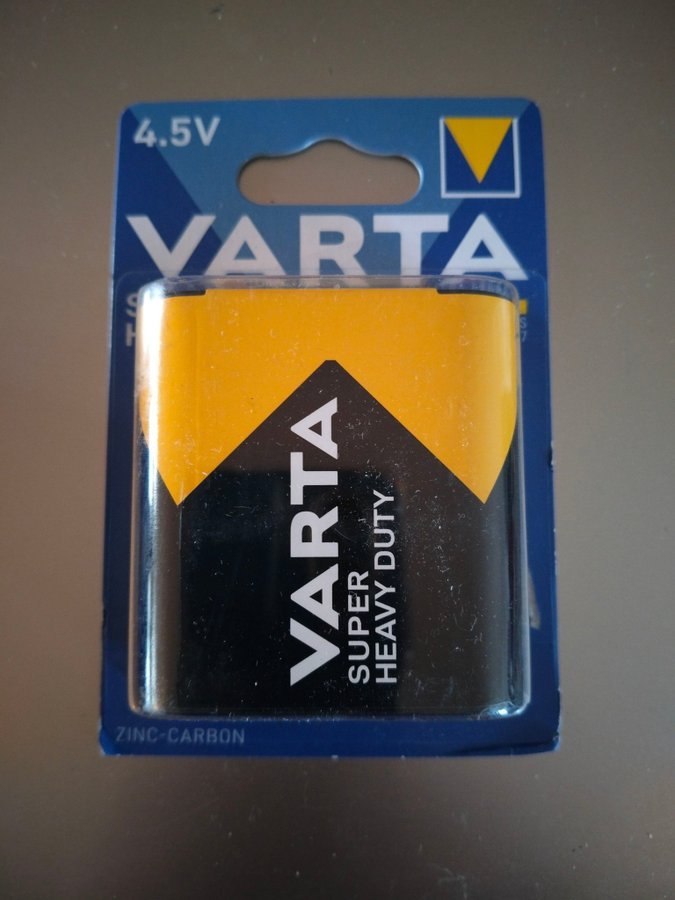 4.5V
VARTA
VARTA
SUPER
HEAVY DUTY
ZINC-CARBON